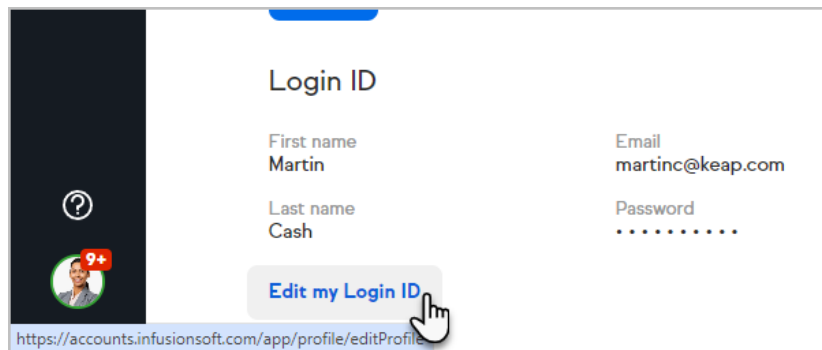 Login ID
First name
Email
Martin
martinc@keap.com
Last name
Password
Cash
9+
Edit my Login ID
https://accounts.infusionsoft.com/app/profile/editProfile